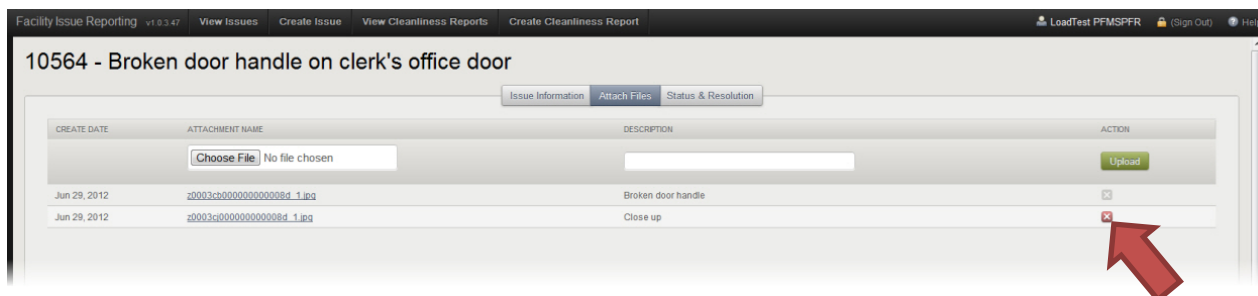 Facility Issue Reporting v1.0.3.47 View Issues Create Issue View Cleanliness Reports Create Cleanliness Report LoadTest PFMSPFR (Sign Out) Hel
10564 - Broken door handle on clerk's office door
Issue Information Attach Files Status & Resolution
CREATE DATE ATTACHMENT NAME DESCRIPTION ACTION
Choose File No file chosen Upload
Jun 29, 2012 z0003cb000000000008d_1.jpg Broken door handle
Jun 29, 2012 z0003cj000000000008d_1.jpg Close up